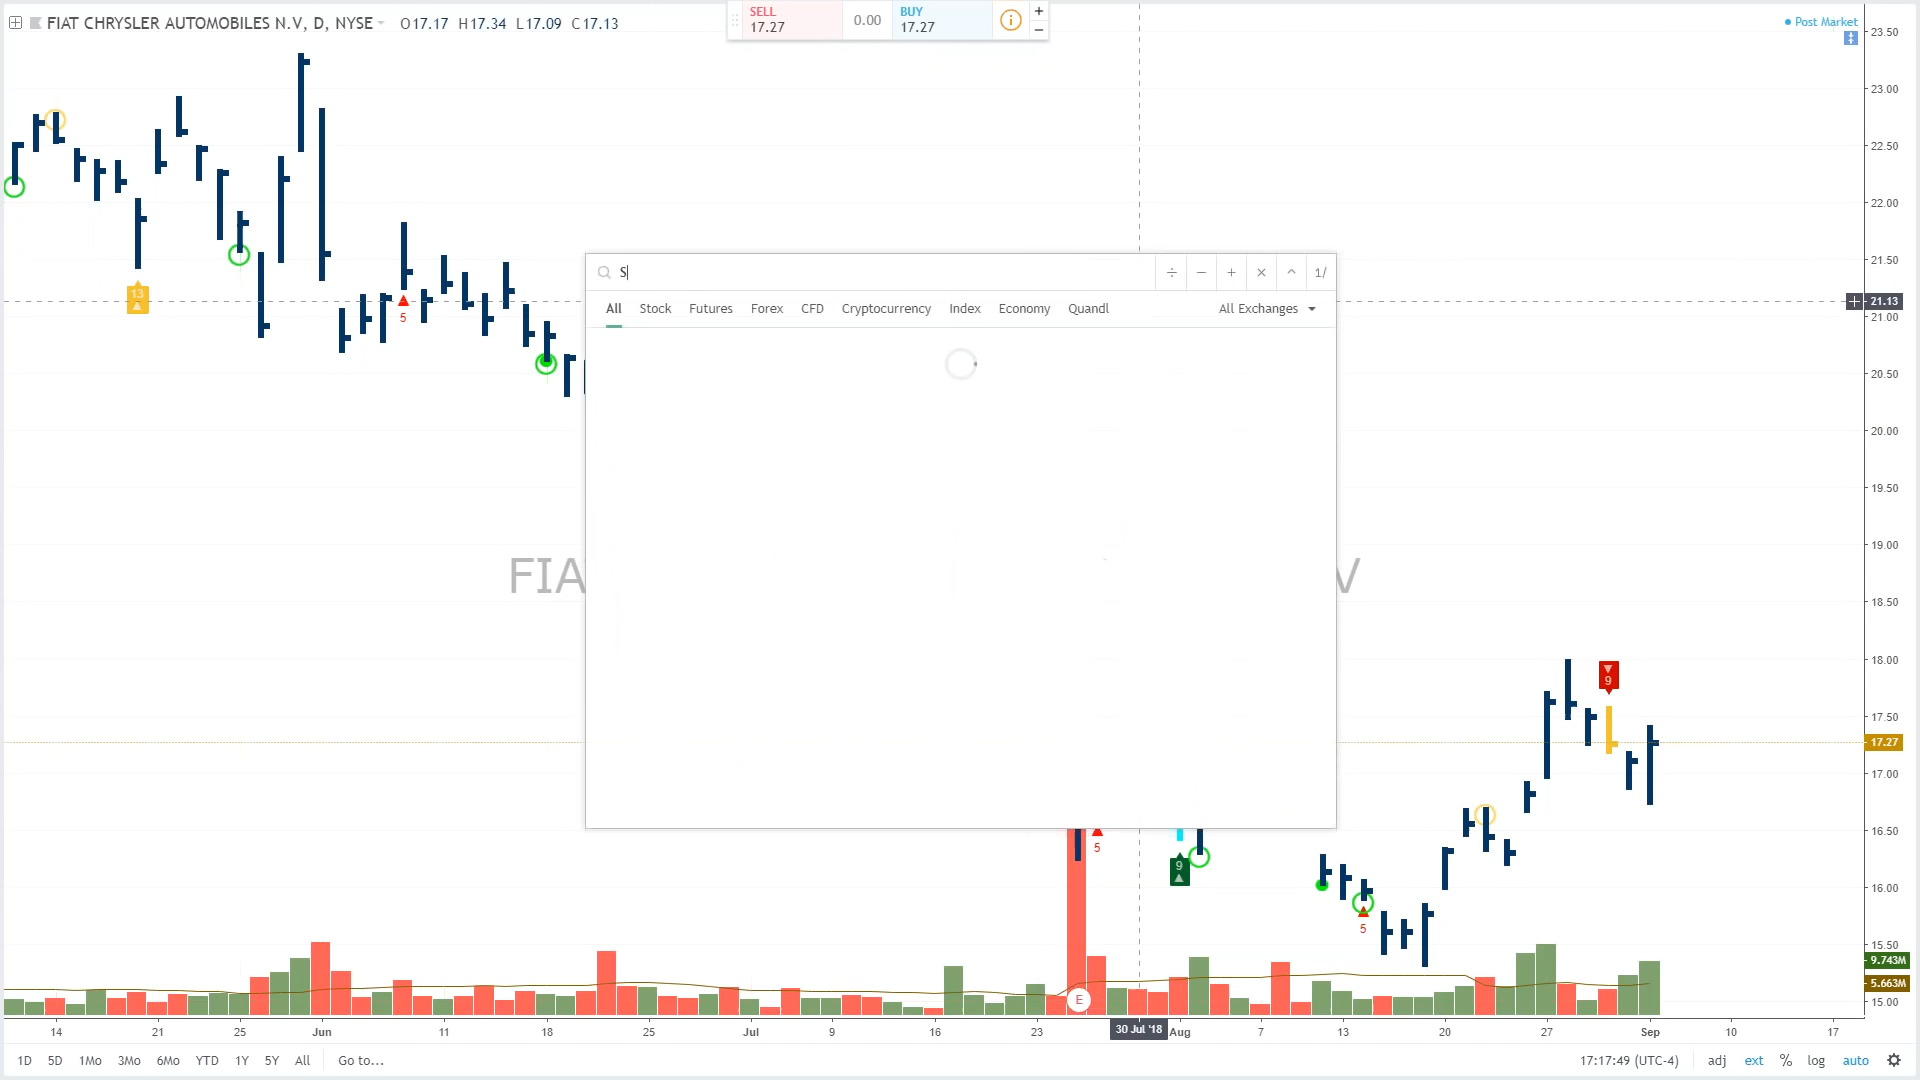 FIAT CHRYSLER AUTOMOBILES N.V, D, NYSE O17.17 H17.34 L17.09 C17.13
SELL
17.27
0.00
BUY
17.27
Post Market
23.50
23.00
22.50
22.00
21.50
21.13
21.00
20.50
20.00
19.50
19.00
18.50
18.00
17.50
17.27
17.00
16.50
16.00
15.50
9.743M
5.663M
15.00
13
5
S
÷ − + × ^ 1/
All Stock Futures Forex CFD Cryptocurrency Index Economy Quandl All Exchanges
FIA
V
9
5
9
5
E
14 21 25 Jun 11 18 25 Jul 9 16 23 30 Jul '18 Aug 7 13 20 27 Sep 10 17
1D 5D 1Mo 3Mo 6Mo YTD 1Y 5Y All Go to... 17:17:49 (UTC-4) adj ext % log auto